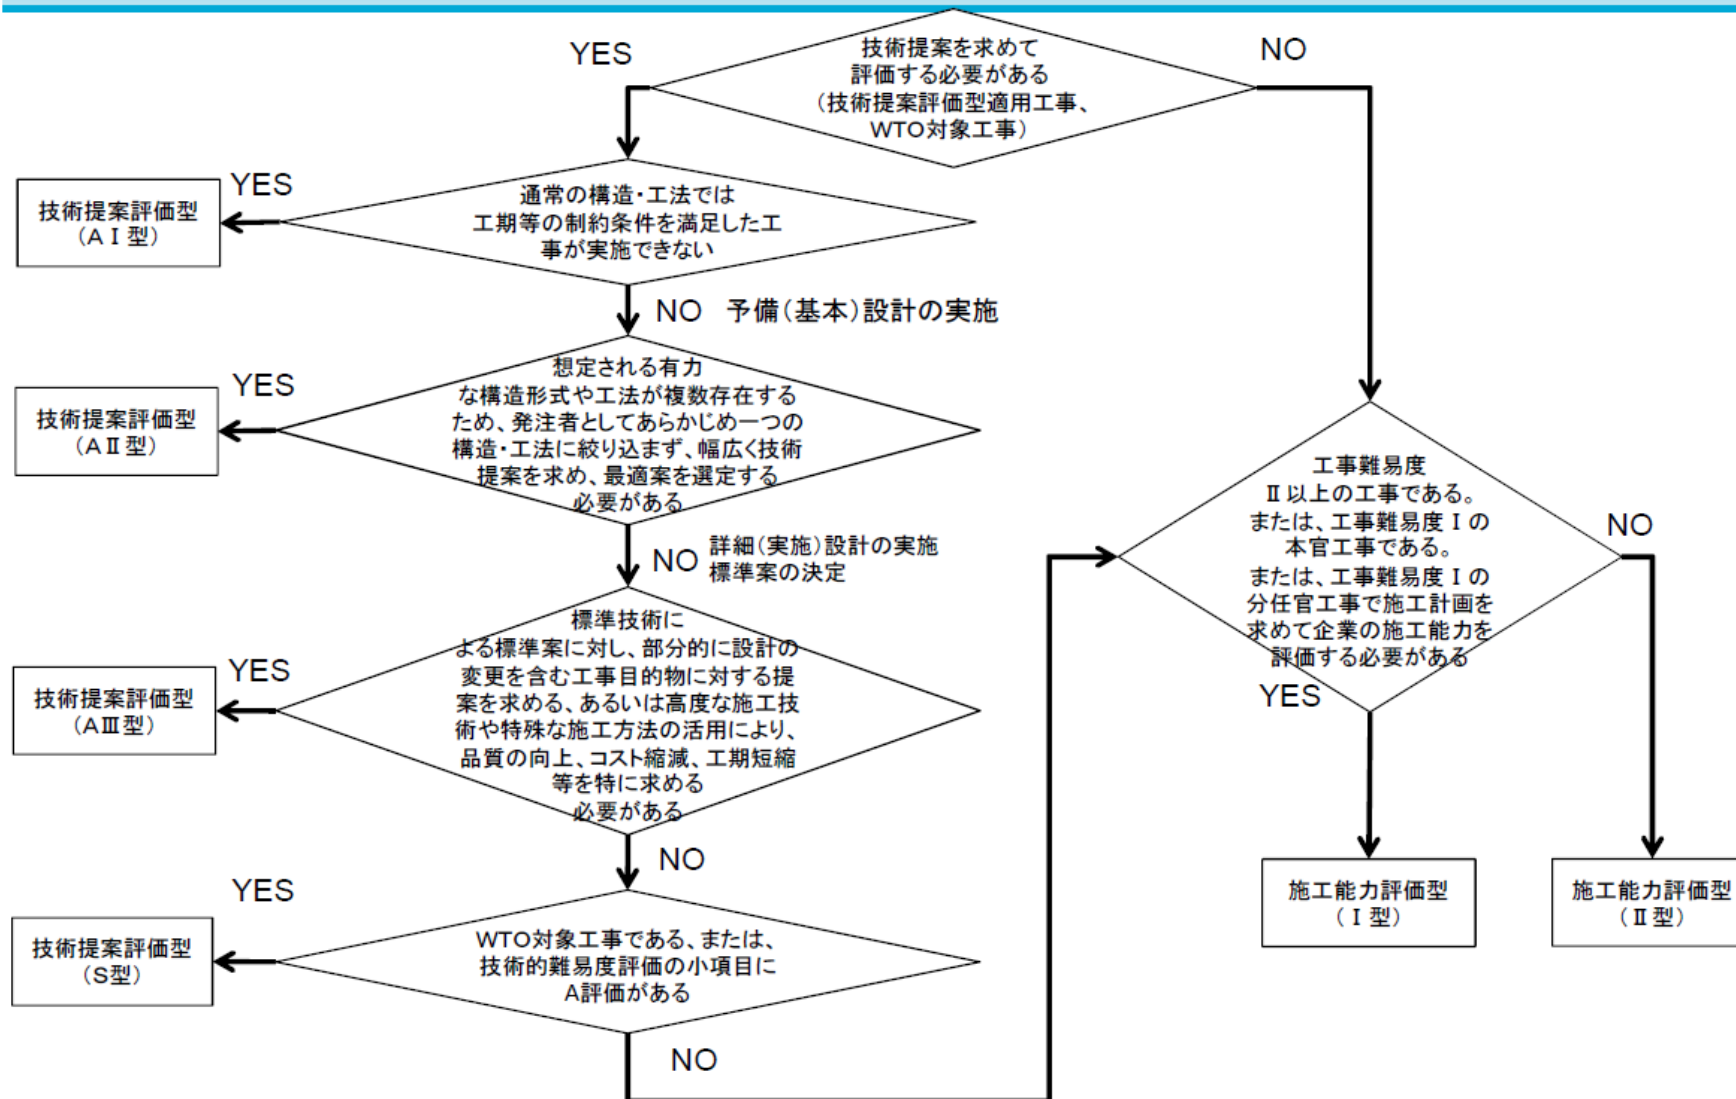 YES
技術提案を求めて
評価する必要がある
（技術提案評価型適用工事、
WTO対象工事）
NO
技術提案評価型
（ＡⅠ型）
YES
通常の構造・工法では
工期等の制約条件を満足した工
事が実施できない
NO 予備（基本）設計の実施
技術提案評価型
（ＡⅡ型）
YES
想定される有力
な構造形式や工法が複数存在する
ため、発注者としてあらかじめ一つの
構造・工法に絞り込まず、幅広く技術
提案を求め、最適案を選定する
必要がある
NO
詳細（実施）設計の実施
標準案の決定
技術提案評価型
（AⅢ型）
YES
標準技術に
よる標準案に対し、部分的に設計の
変更を含む工事目的物に対する提
案を求める、あるいは高度な施工技
術や特殊な施工方法の活用により、
品質の向上、コスト縮減、工期短縮
等を特に求める
必要がある
NO
技術提案評価型
（S型）
YES
WTO対象工事である、または、
技術的難易度評価の小項目に
A評価がある
NO
工事難易度
Ⅱ以上の工事である。
または、工事難易度Ⅰの
本官工事である。
または、工事難易度Ⅰの
分任官工事で施工計画を
求めて企業の施工能力を
評価する必要がある
YES
NO
施工能力評価型
（Ⅰ型）
施工能力評価型
（Ⅱ型）